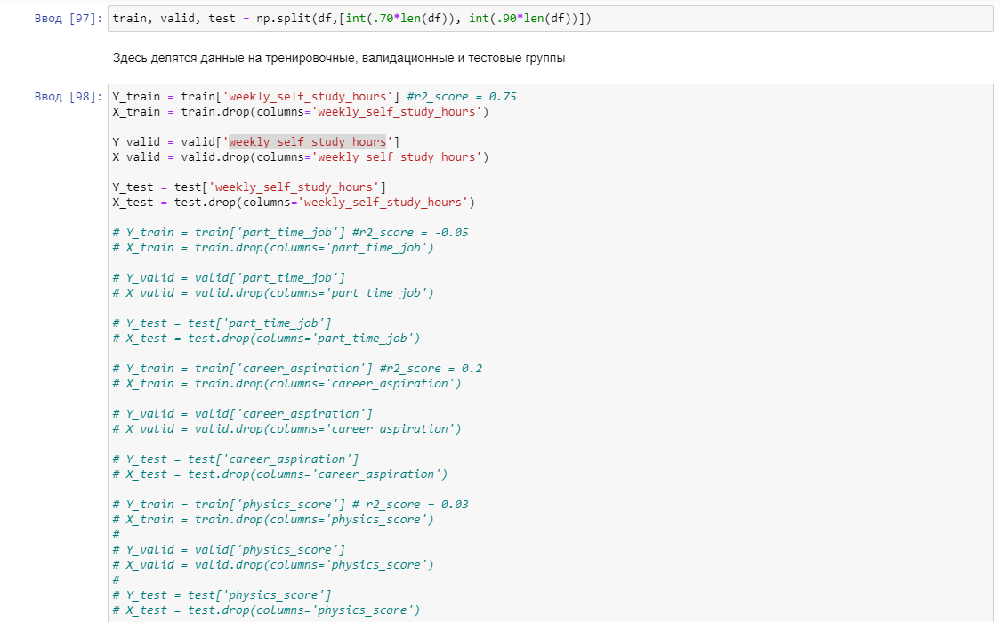 Ввод [97]: train, valid, test = np.split(df,[int(.70*len(df)), int(.90*len(df))])
Здесь делятся данные на тренировочные, валидационные и тестовые группы
Ввод [98]: Y_train = train['weekly_self_study_hours'] #r2_score = 0.75
X_train = train.drop(columns='weekly_self_study_hours')
Y_valid = valid['weekly_self_study_hours']
X_valid = valid.drop(columns='weekly_self_study_hours')
Y_test = test['weekly_self_study_hours']
X_test = test.drop(columns='weekly_self_study_hours')
# Y_train = train['part_time_job'] #r2_score = -0.05
# X_train = train.drop(columns='part_time_job')
# Y_valid = valid['part_time_job']
# X_valid = valid.drop(columns='part_time_job')
# Y_test = test['part_time_job']
# X_test = test.drop(columns='part_time_job')
# Y_train = train['career_aspiration'] #r2_score = 0.2
# X_train = train.drop(columns='career_aspiration')
# Y_valid = valid['career_aspiration']
# X_valid = valid.drop(columns='career_aspiration')
# Y_test = test['career_aspiration']
# X_test = test.drop(columns='career_aspiration')
# Y_train = train['physics_score'] # r2_score = 0.03
# X_train = train.drop(columns='physics_score')
#
# Y_valid = valid['physics_score']
# X_valid = valid.drop(columns='physics_score')
#
# Y_test = test['physics_score']
# X_test = test.drop(columns='physics_score')